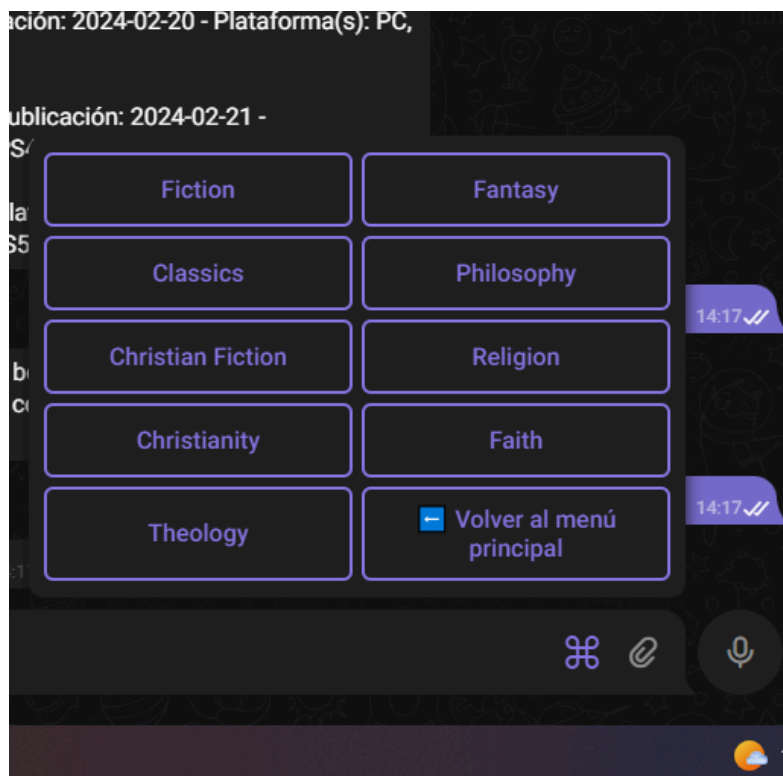 ación: 2024-02-20 - Plataforma(s): PC,
ublicación: 2024-02-21 -
Fiction
Fantasy
Classics
Philosophy
14:17
Christian Fiction
Religion
Christianity
Faith
14:17
Theology
Volver al menú
principal